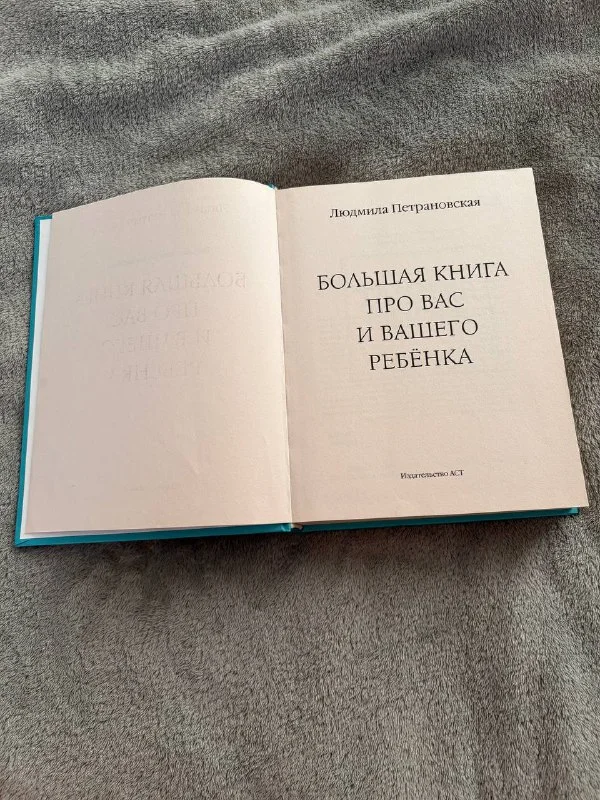 Людмила Петрановская
БОЛЬШАЯ КНИГА
ПРО ВАС
И ВАШЕГО
РЕБЁНКА
Издательство АСТ